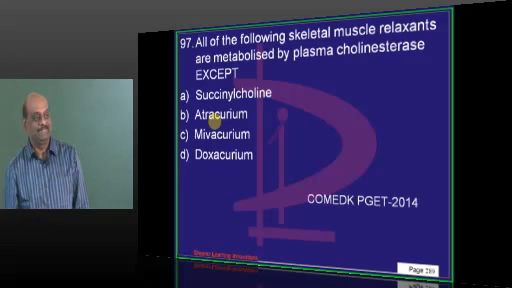 97. All of the following skeletal muscle relaxants
are metabolised by plasma cholinesterase
EXCEPT
a) Succinylcholine
b) Atracurium
c) Mivacurium
d) Doxacurium
COMEDK PGET-2014
Page 289